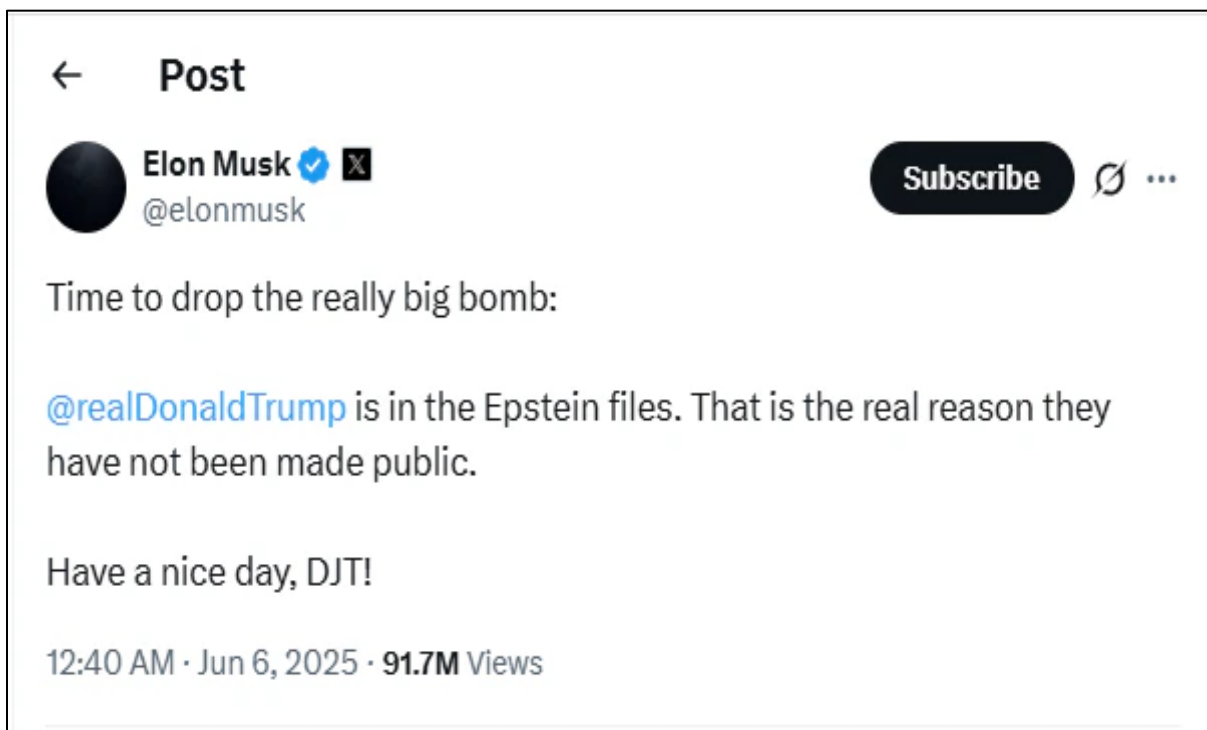 ← Post
Elon Musk
@elonmusk
Subscribe
Time to drop the really big bomb:
@realDonaldTrump is in the Epstein files. That is the real reason they
have not been made public.
Have a nice day, DJT!
12:40 AM · Jun 6, 2025 · 91.7M Views